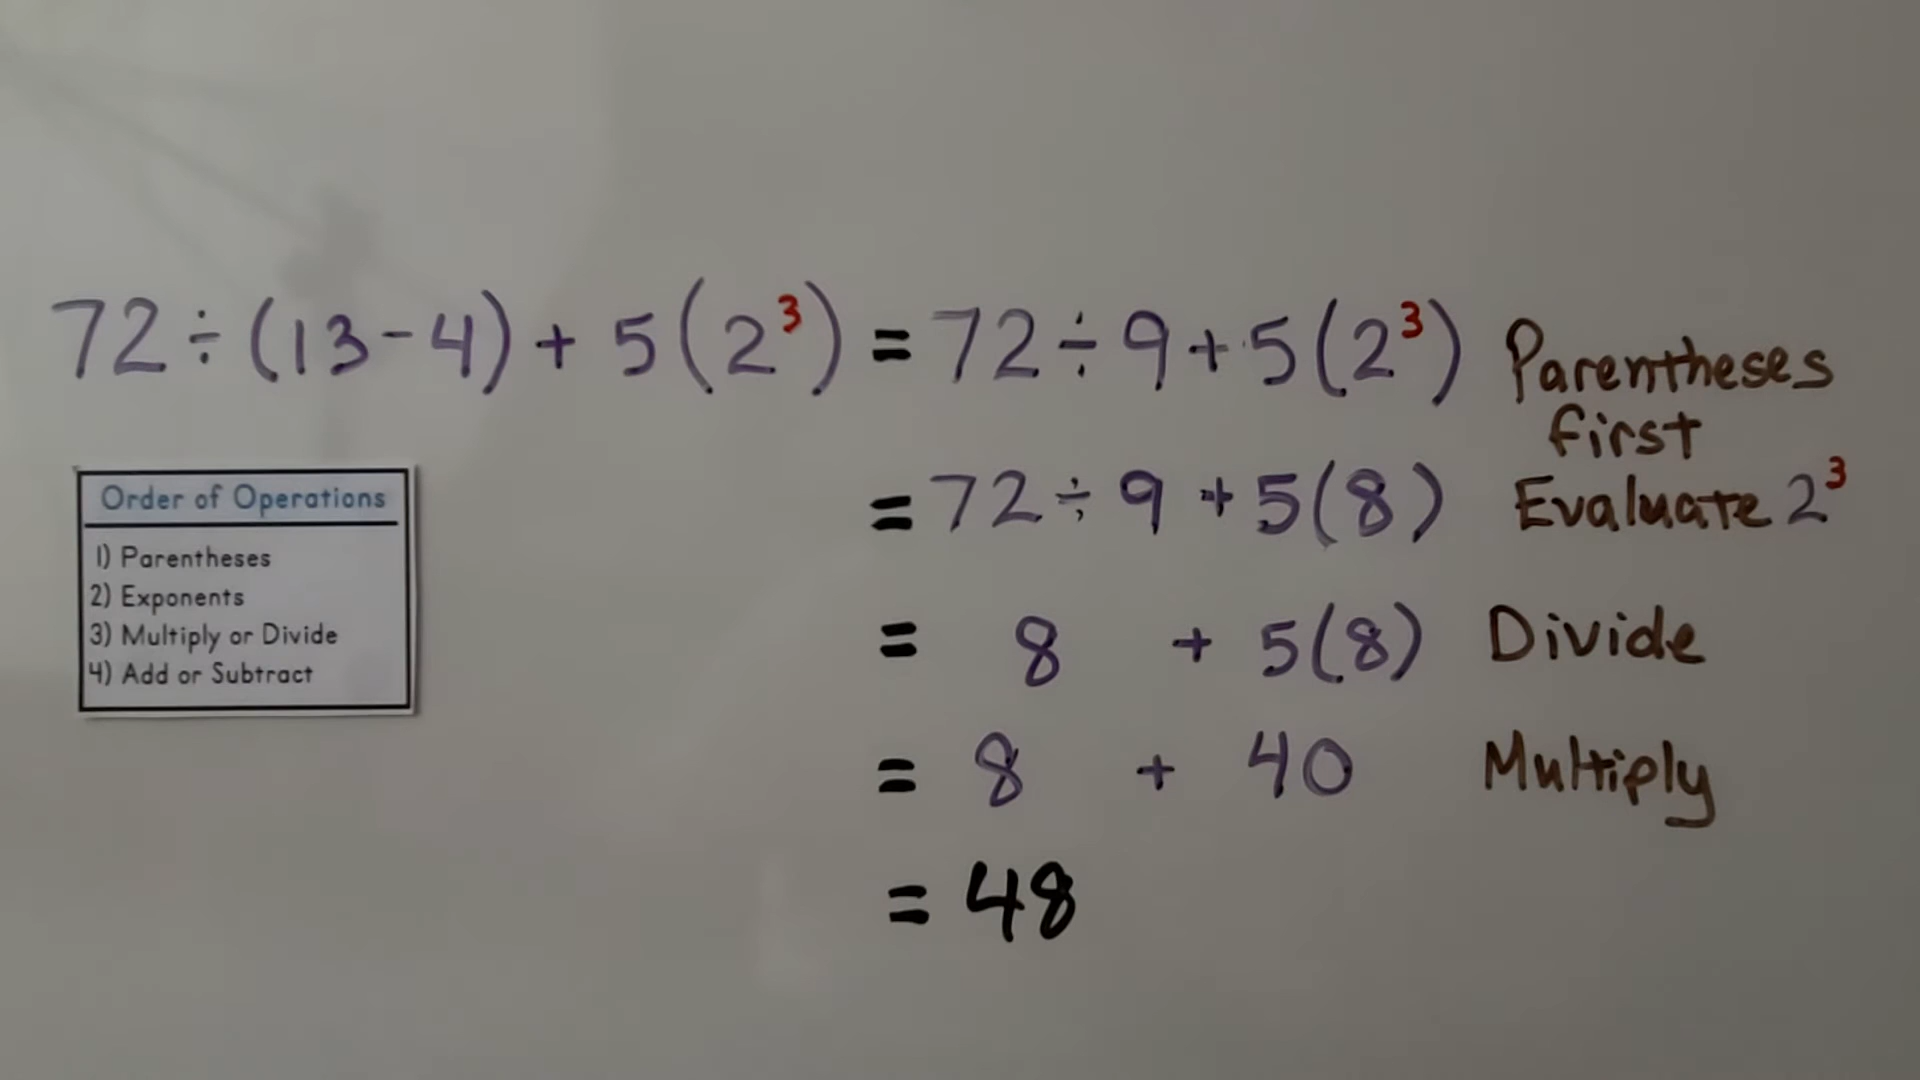 72 ÷ (13 - 4) + 5(2³) = 72 ÷ 9 + 5(2³) Parentheses
first
= 72 ÷ 9 + 5(8) Evaluate 2³
= 8 + 5(8) Divide
= 8 + 40 Multiply
= 48
Order of Operations
1) Parentheses
2) Exponents
3) Multiply or Divide
4) Add or Subtract